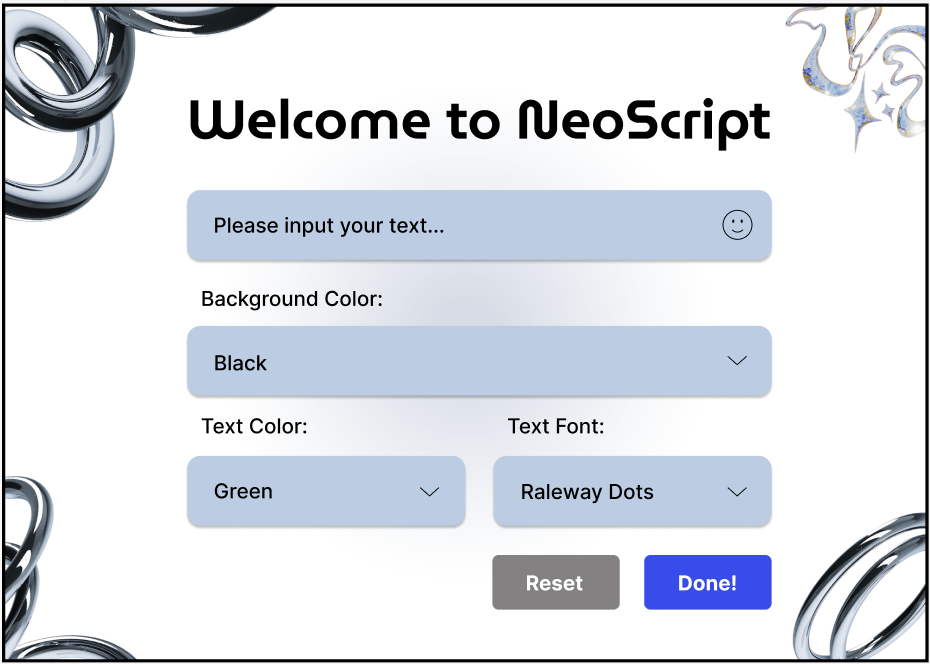 Welcome to NeoScript
Please input your text...
Background Color:
Black
Text Color:
Text Font:
Green
Raleway Dots
Reset
Done!